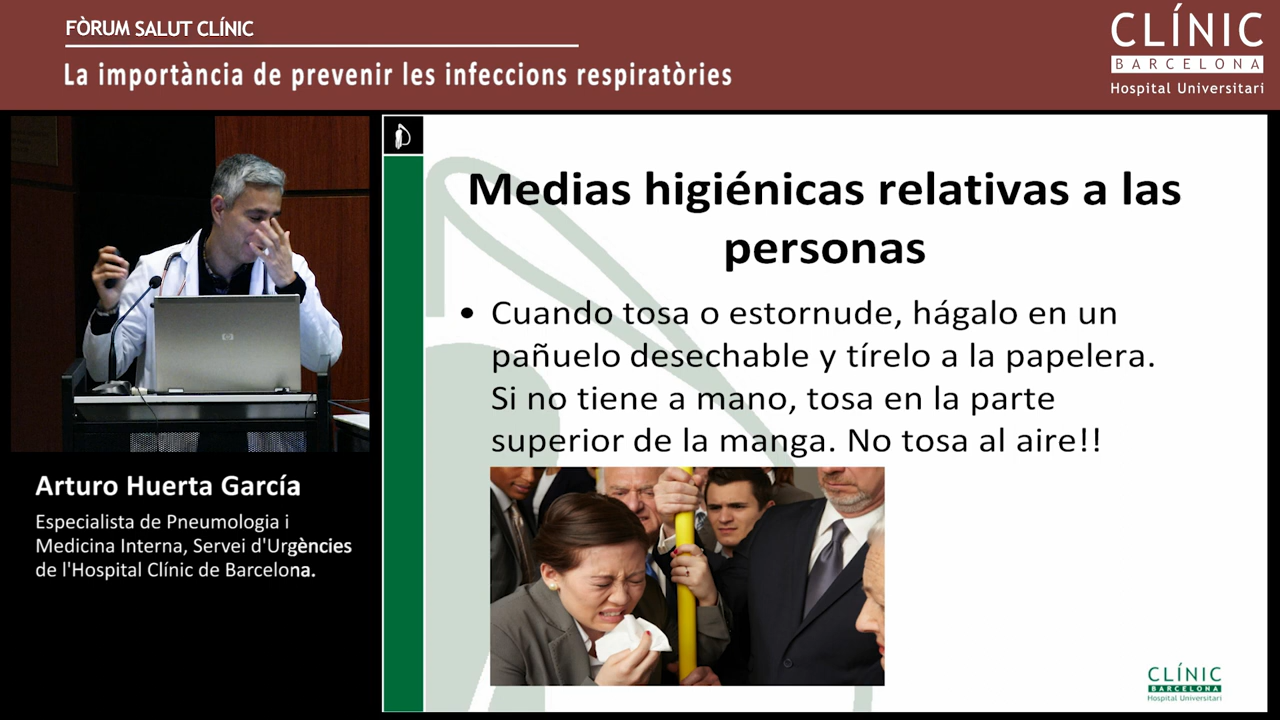 FÒRUM SALUT CLÍNIC
La importància de prevenir les infeccions respiratòries
CLÍNIC
BARCELONA
Hospital Universitari
Medias higiénicas relativas a las
personas
• Cuando tosa o estornude, hágalo en un
pañuelo desechable y tírelo a la papelera.
Si no tiene a mano, tosa en la parte
superior de la manga. No tosa al aire!!
Arturo Huerta García
Especialista de Pneumologia i
Medicina Interna, Servei d'Urgències
de l'Hospital Clínic de Barcelona.
hp
CLÍNIC
BARCELONA
Hospital Universitari